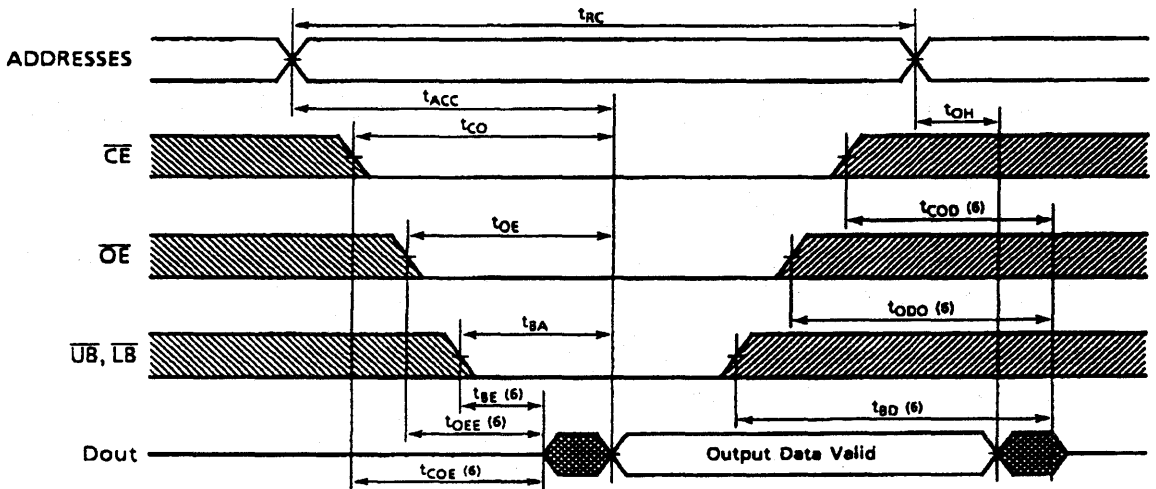 tRC
ADDRESSES
tACC
tCO
tOH
CE
tCOD (6)
tOE
OE
tODO (6)
tBA
UB, LB
tBE (6)
tBD (6)
tOEE (6)
Dout
Output Data Valid
tCOE (6)